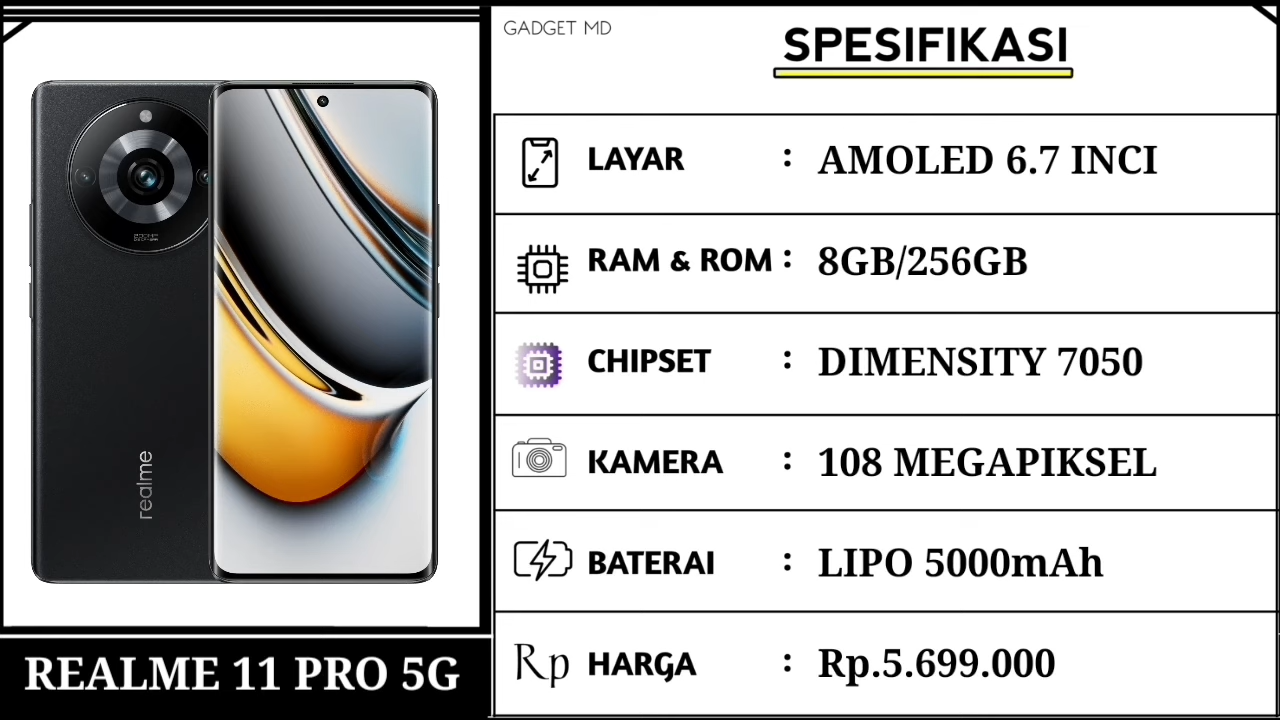 GADGET MD
SPESIFIKASI
LAYAR : AMOLED 6.7 INCI
RAM & ROM : 8GB/256GB
CHIPSET : DIMENSITY 7050
KAMERA : 108 MEGAPIKSEL
BATERAI : LIPO 5000mAh
Rp HARGA : Rp.5.699.000
realme
REALME 11 PRO 5G